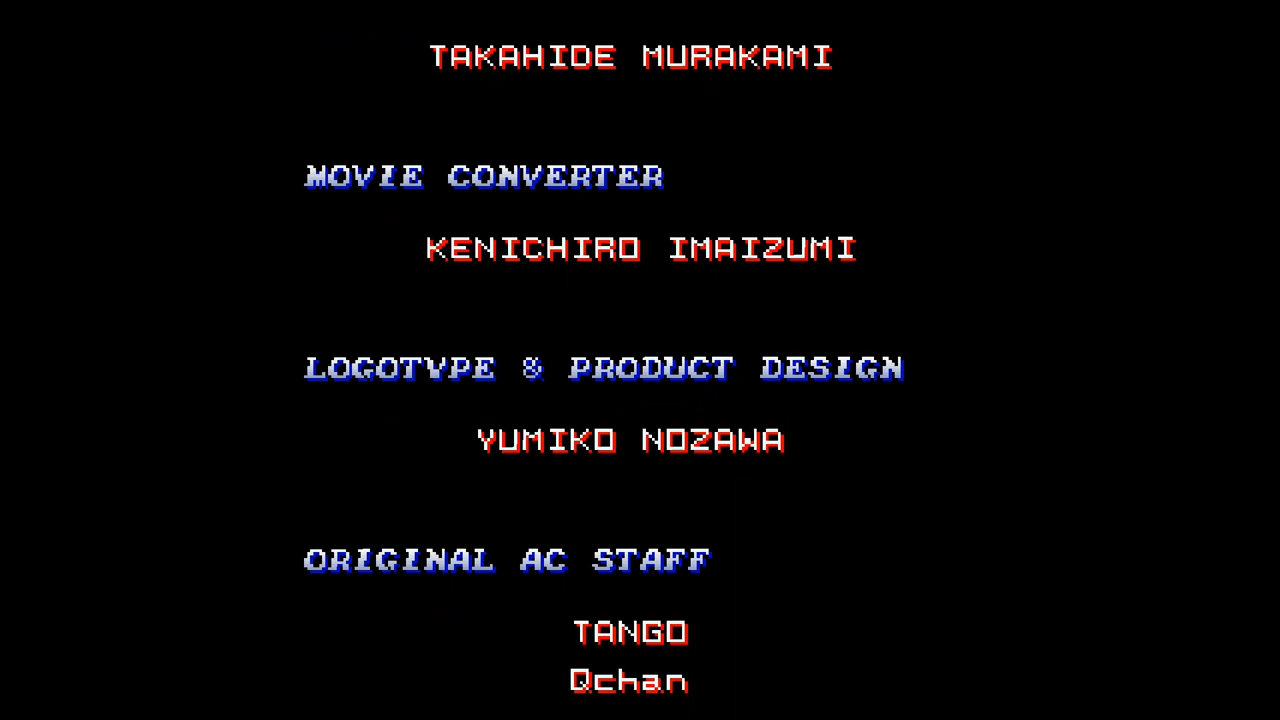 TAKAHIDE MURAKAMI
MOVIE CONVERTER
KENICHIRO IMAIZUMI
LOGOTYPE & PRODUCT DESIGN
YUMIKO NOZAWA
ORIGINAL AC STAFF
TANGO
Qchan